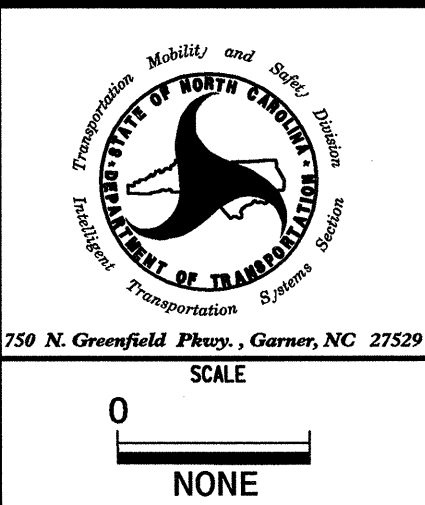 Transportation Mobility and Safety Division
Intelligent Transportation Systems Section
STATE OF NORTH CAROLINA
DEPARTMENT OF TRANSPORTATION
750 N. Greenfield Pkwy. , Garner, NC 27529
SCALE
0
NONE